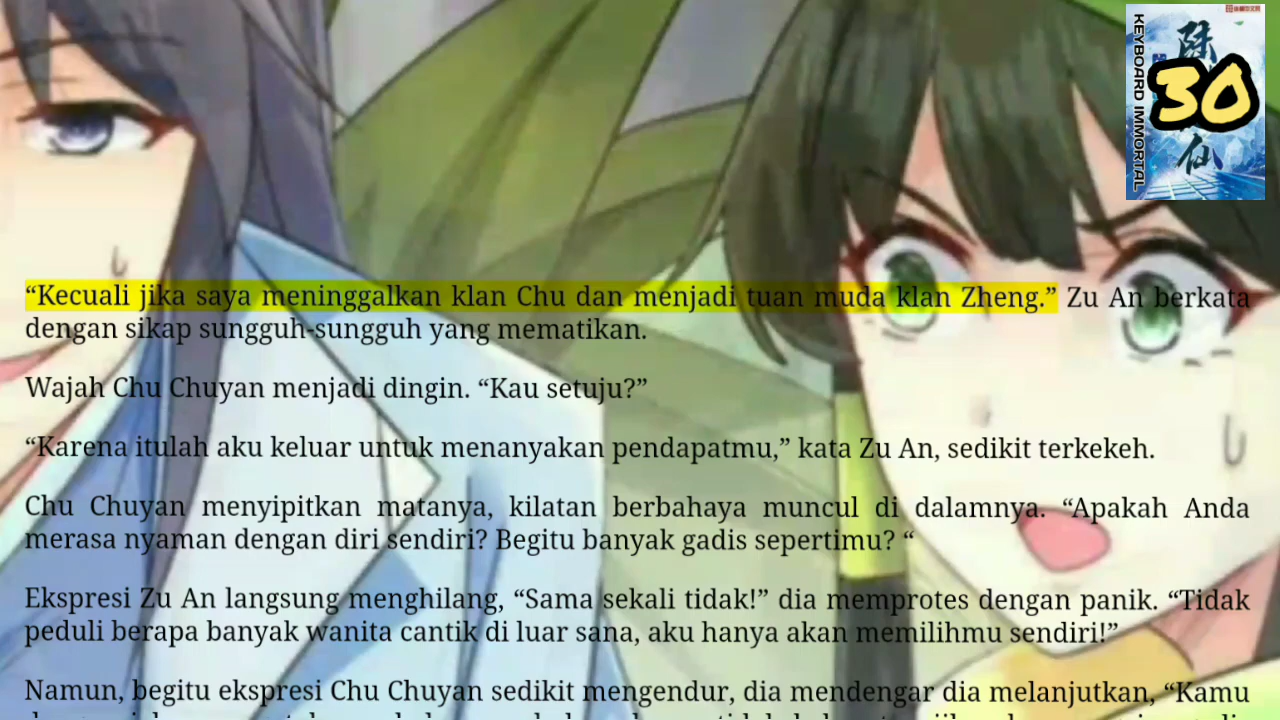 KEYBOARD IMMORTAL
30
仙
“Kecuali jika saya meninggalkan klan Chu dan menjadi tuan muda klan Zheng.” Zu An berkata
dengan sikap sungguh-sungguh yang mematikan.
Wajah Chu Chuyan menjadi dingin. “Kau setuju?”
“Karena itulah aku keluar untuk menanyakan pendapatmu,” kata Zu An, sedikit terkekeh.
Chu Chuyan menyipitkan matanya, kilatan berbahaya muncul di dalamnya. “Apakah Anda
merasa nyaman dengan diri sendiri? Begitu banyak gadis sepertimu? “
Ekspresi Zu An langsung menghilang, “Sama sekali tidak!” dia memprotes dengan panik. “Tidak
peduli berapa banyak wanita cantik di luar sana, aku hanya akan memilihmu sendiri!”
Namun, begitu ekspresi Chu Chuyan sedikit mengendur, dia mendengar dia melanjutkan, “Kamu